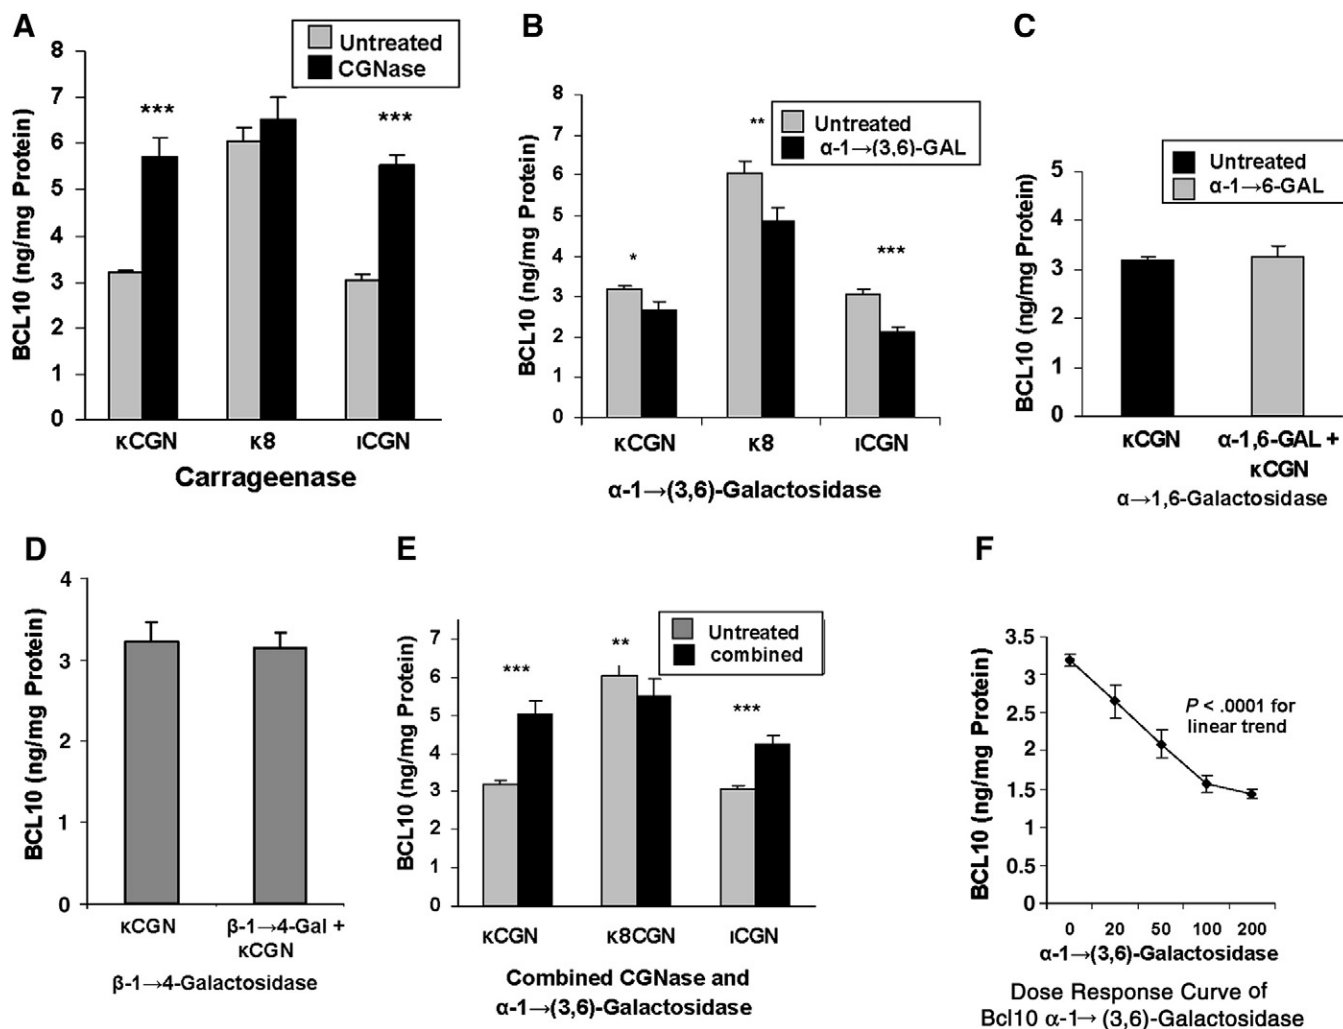 A
Untreated
CGNase
BCL10 (ng/mg Protein)
8
7
6
5
4
3
2
1
0
***
***
κCGN κ8 ιCGN
Carrageenase
B
Untreated
α-1→(3,6)-GAL
BCL10 (ng/mg Protein)
8
7
6
5
4
3
2
1
0
*
**
***
κCGN κ8 ιCGN
α-1→(3,6)-Galactosidase
C
Untreated
α-1→6-GAL
BCL10 (ng/mg Protein)
5
4
3
2
1
0
κCGN α-1,6-GAL +
κCGN
α→1,6-Galactosidase
D
BCL10 (ng/mg Protein)
4
3
2
1
0
κCGN β-1→4-Gal +
κCGN
β-1→4-Galactosidase
E
Untreated
combined
BCL10 (ng/mg Protein)
7
6
5
4
3
2
1
0
***
**
***
κCGN κ8CGN ιCGN
Combined CGNase and
α-1→(3,6)-Galactosidase
F
BCL10 (ng/mg Protein)
3.5
3
2.5
2
1.5
1
0.5
0
P < .0001 for
linear trend
0 20 50 100 200
α-1→(3,6)-Galactosidase
Dose Response Curve of
Bcl10 α-1→ (3,6)-Galactosidase